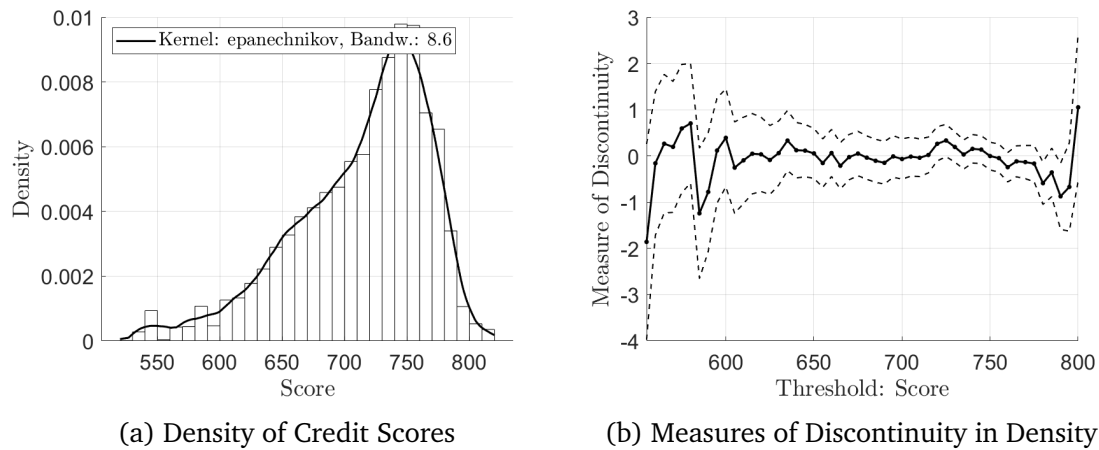 0.01
0.008
0.006
0.004
0.002
0
Density
Kernel: epanechnikov, Bandw.: 8.6
550 600 650 700 750 800
Score
(a) Density of Credit Scores
3
2
1
0
-1
-2
-3
-4
Measure of Discontinuity
600 650 700 750 800
Threshold: Score
(b) Measures of Discontinuity in Density